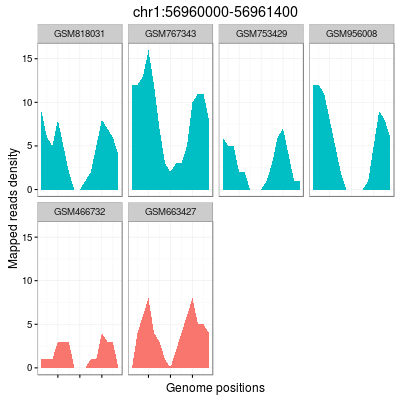 chr1:56960000-56961400
GSM818031 GSM767343 GSM753429 GSM956008
15
10
5
0
GSM466732 GSM663427
15
10
5
0
Mapped reads density
Genome positions